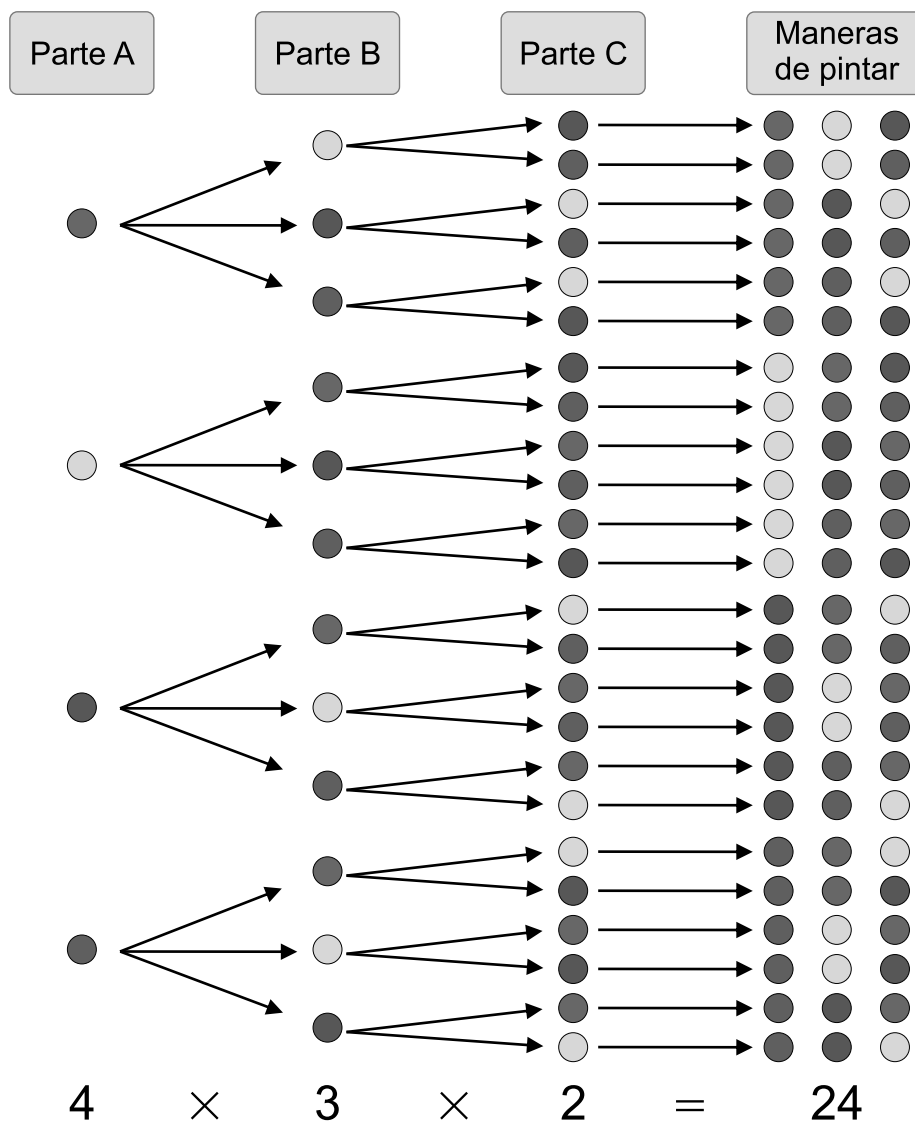 Parte A
Parte B
Parte C
Maneras
de pintar
4 × 3 × 2 = 24